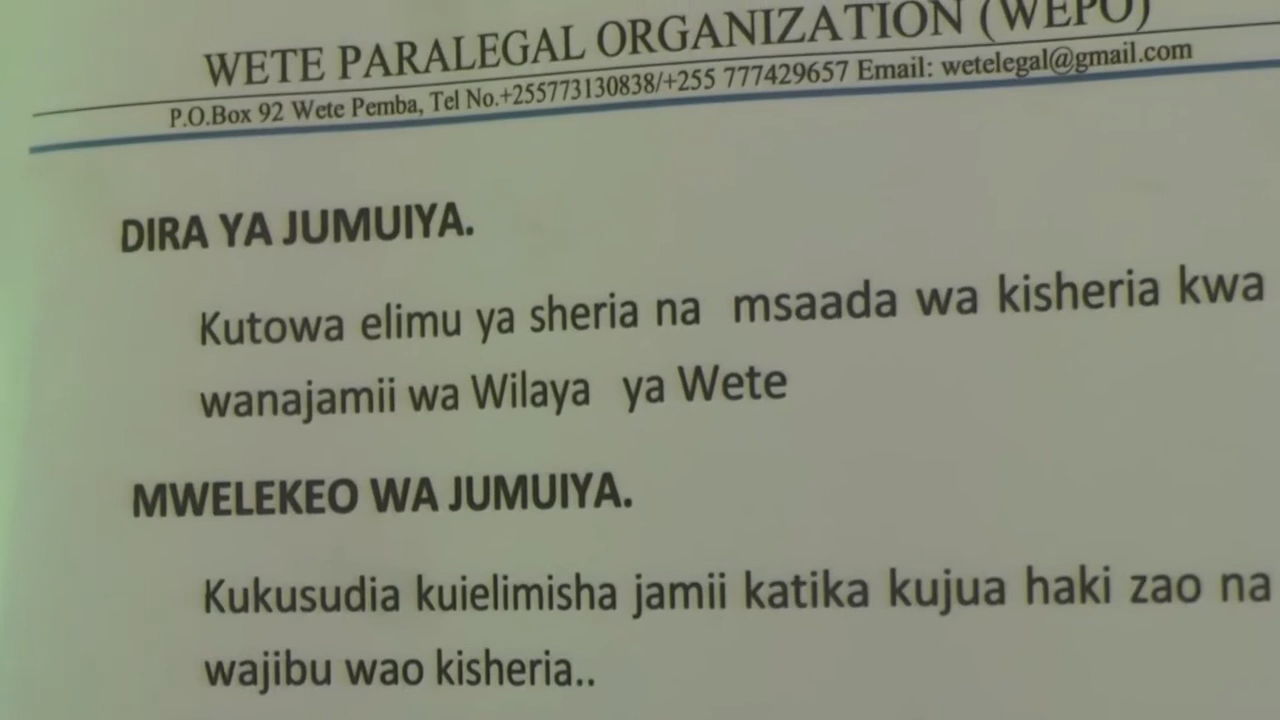 WETE PARALEGAL ORGANIZATION (WEPO)
P.O.Box 92 Wete Pemba, Tel No.+255773130838/+255 777429657 Email: wetelegal@gmail.com
DIRA YA JUMUIYA.
Kutowa elimu ya sheria na msaada wa kisheria kwa
wanajamii wa Wilaya ya Wete
MWELEKEO WA JUMUIYA.
Kukusudia kuielimisha jamii katika kujua haki zao na
wajibu wao kisheria..